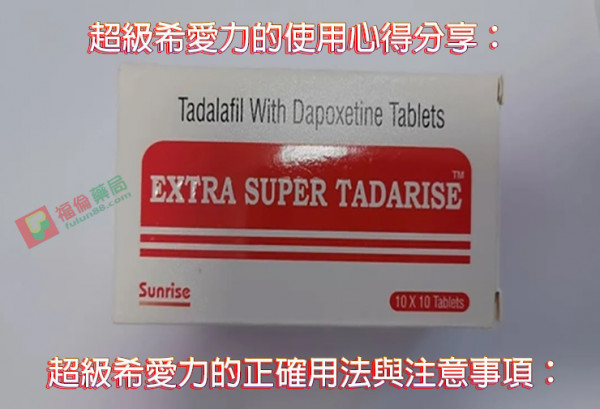 超級希愛力的使用心得分享：
Tadalafil With Dapoxetine Tablets
EXTRA SUPER TADARISE™
福倫藥局
fulun88.com
Sunrise
10 X 10 Tablets
超級希愛力的正確用法與注意事項：